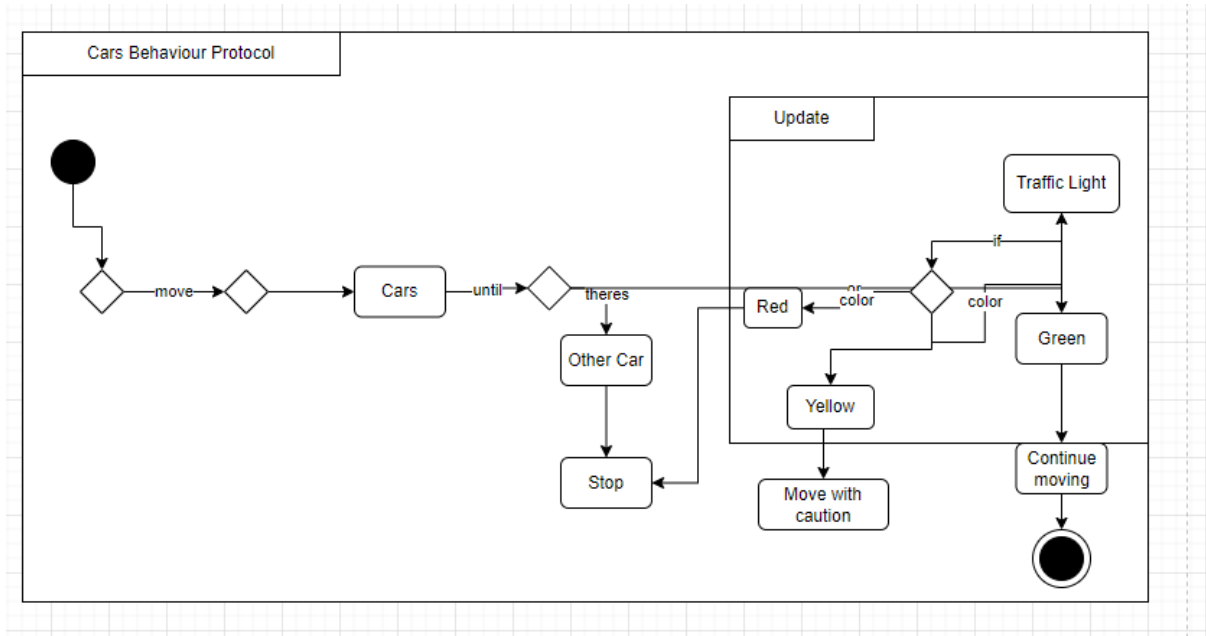 Cars Behaviour Protocol
Update
Traffic Light
if
move
Cars
until
theres
or
color
color
Red
Green
Other Car
Yellow
Stop
Move with
caution
Continue
moving